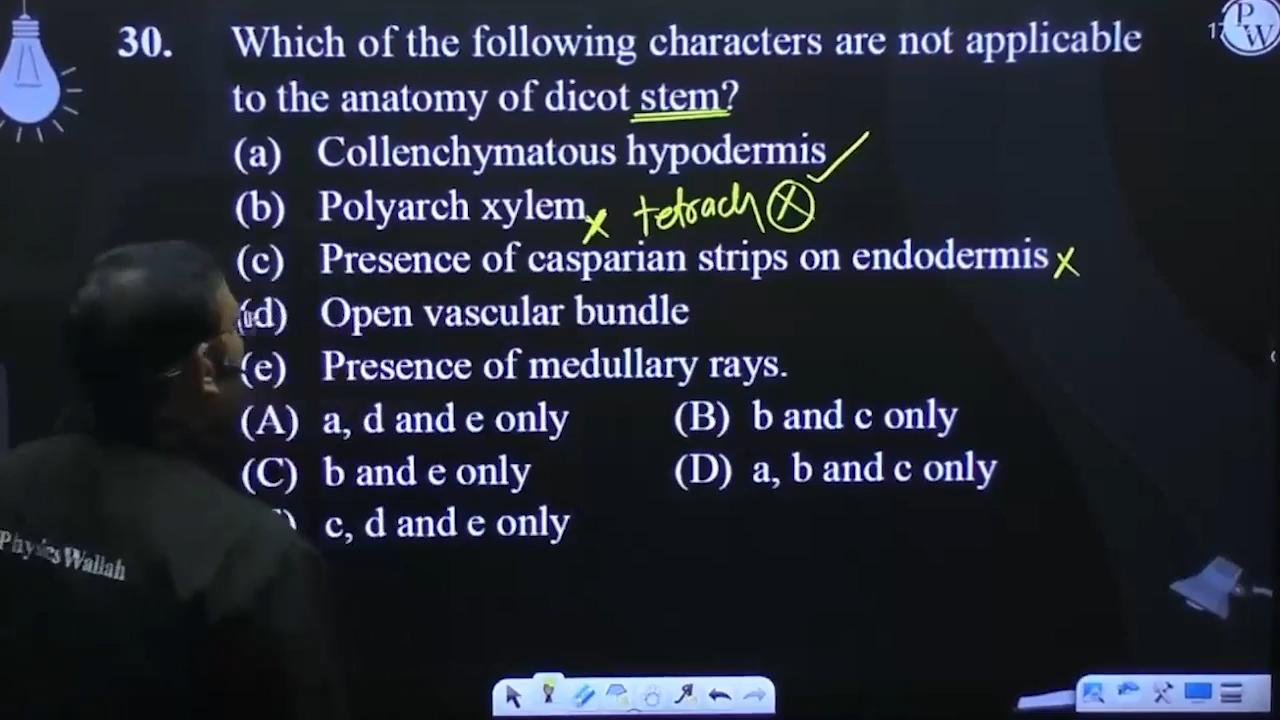 30. Which of the following characters are not applicable
to the anatomy of dicot stem?
(a) Collenchymatous hypodermis
(b) Polyarch xylem x tetrach x
(c) Presence of casparian strips on endodermis x
(d) Open vascular bundle
(e) Presence of medullary rays.
(A) a, d and e only (B) b and c only
(C) b and e only (D) a, b and c only
c, d and e only
Physics Wallah
PW